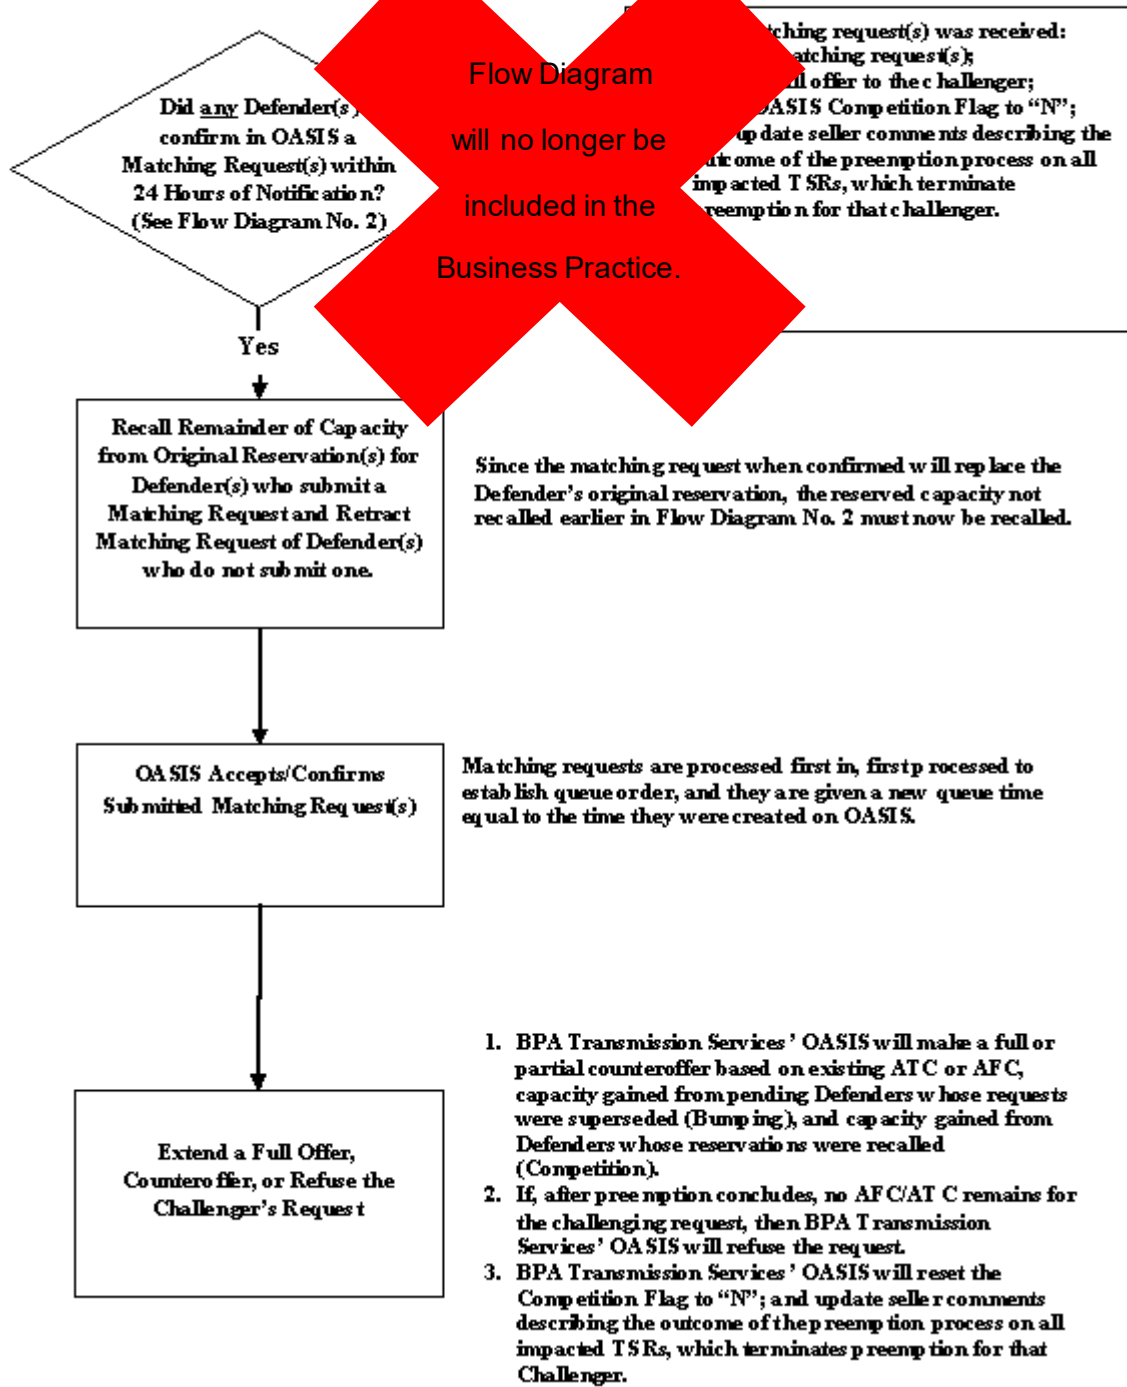 Did any Defender(s)
confirm in OASIS a
Matching Request(s) within
24 Hours of Notification?
(See Flow Diagram No. 2)
Flow Diagram
will no longer be
included in the
Business Practice.
request(s) was received:
matching request(s);
offer to the challenger;
OASIS Competition Flag to “N”;
update seller comments describing the
outcome of the preemption process on all
impacted TSRs, which terminate
preemption for that challenger.
Yes
Recall Remainder of Capacity
from Original Reservation(s) for
Defender(s) who submit a
Matching Request and Retract
Matching Request of Defender(s)
who do not submit one.
Since the matching request when confirmed will replace the
Defender’s original reservation, the reserved capacity not
recalled earlier in Flow Diagram No. 2 must now be recalled.
OASIS Accepts/Confirms
Submitted Matching Request(s)
Matching requests are processed first in, first processed to
establish queue order, and they are given a new queue time
equal to the time they were created on OASIS.
Extend a Full Offer,
Counteroffer, or Refuse the
Challenger’s Request
1. BPA Transmission Services’ OASIS will make a full or
partial counteroffer based on existing ATC or AFC,
capacity gained from pending Defenders whose requests
were superseded (Bumping), and capacity gained from
Defenders whose reservations were recalled
(Competition).
2. If, after preemption concludes, no AFC/ATC remains for
the challenging request, then BPA Transmission
Services’ OASIS will refuse the request.
3. BPA Transmission Services’ OASIS will reset the
Competition Flag to “N”; and update seller comments
describing the outcome of the preemption process on all
impacted TSRs, which terminates preemption for that
Challenger.